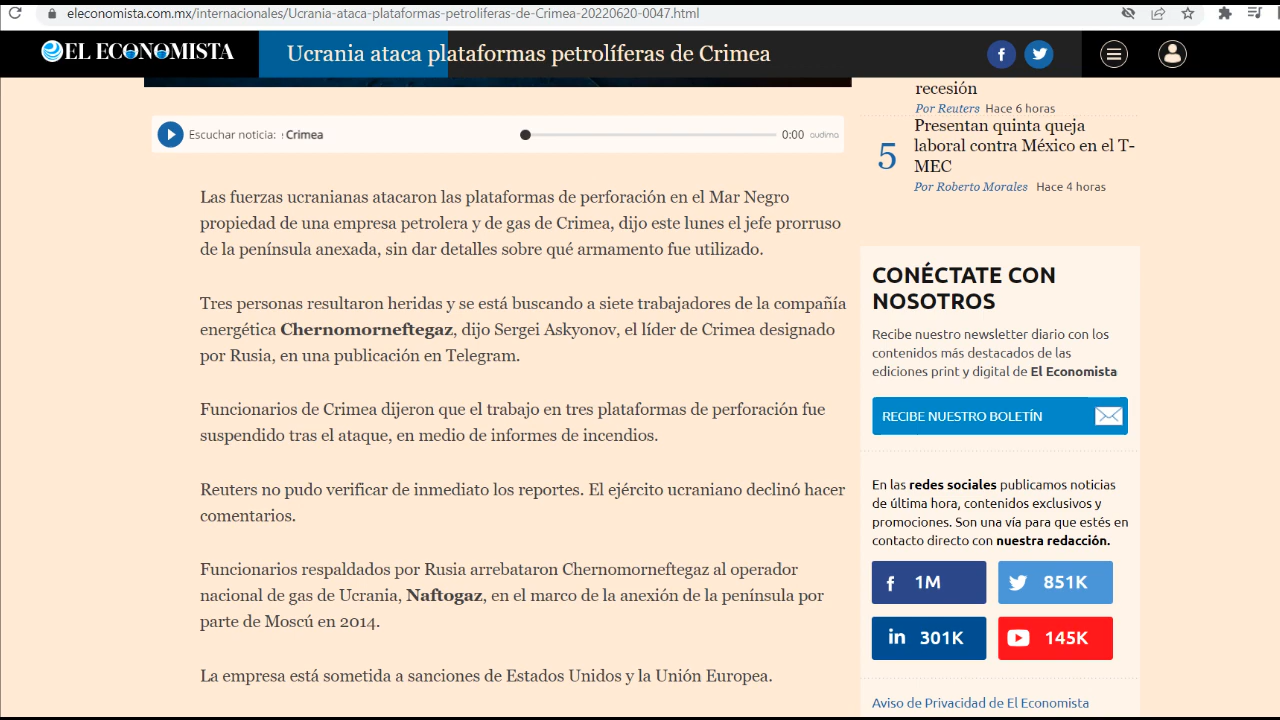 eleconomista.com.mx/internacionales/Ucrania-ataca-plataformas-petroliferas-de-Crimea-20220620-0047.html
EL ECONOMISTA
Ucrania ataca plataformas petrolíferas de Crimea
Escuchar noticia: : Crimea
0:00 audima
Las fuerzas ucranianas atacaron las plataformas de perforación en el Mar Negro
propiedad de una empresa petrolera y de gas de Crimea, dijo este lunes el jefe prorruso
de la península anexada, sin dar detalles sobre qué armamento fue utilizado.
Tres personas resultaron heridas y se está buscando a siete trabajadores de la compañía
energética Chernomorneftegaz, dijo Sergei Askyonov, el líder de Crimea designado
por Rusia, en una publicación en Telegram.
Funcionarios de Crimea dijeron que el trabajo en tres plataformas de perforación fue
suspendido tras el ataque, en medio de informes de incendios.
Reuters no pudo verificar de inmediato los reportes. El ejército ucraniano declinó hacer
comentarios.
Funcionarios respaldados por Rusia arrebataron Chernomorneftegaz al operador
nacional de gas de Ucrania, Naftogaz, en el marco de la anexión de la península por
parte de Moscú en 2014.
La empresa está sometida a sanciones de Estados Unidos y la Unión Europea.
recesión
Por Reuters Hace 6 horas
5
Presentan quinta queja
laboral contra México en el T-
MEC
Por Roberto Morales Hace 4 horas
CONÉCTATE CON
NOSOTROS
Recibe nuestro newsletter diario con los
contenidos más destacados de las
ediciones print y digital de El Economista
RECIBE NUESTRO BOLETÍN
En las redes sociales publicamos noticias
de última hora, contenidos exclusivos y
promociones. Son una vía para que estés en
contacto directo con nuestra redacción.
1M
851K
301K
145K
Aviso de Privacidad de El Economista